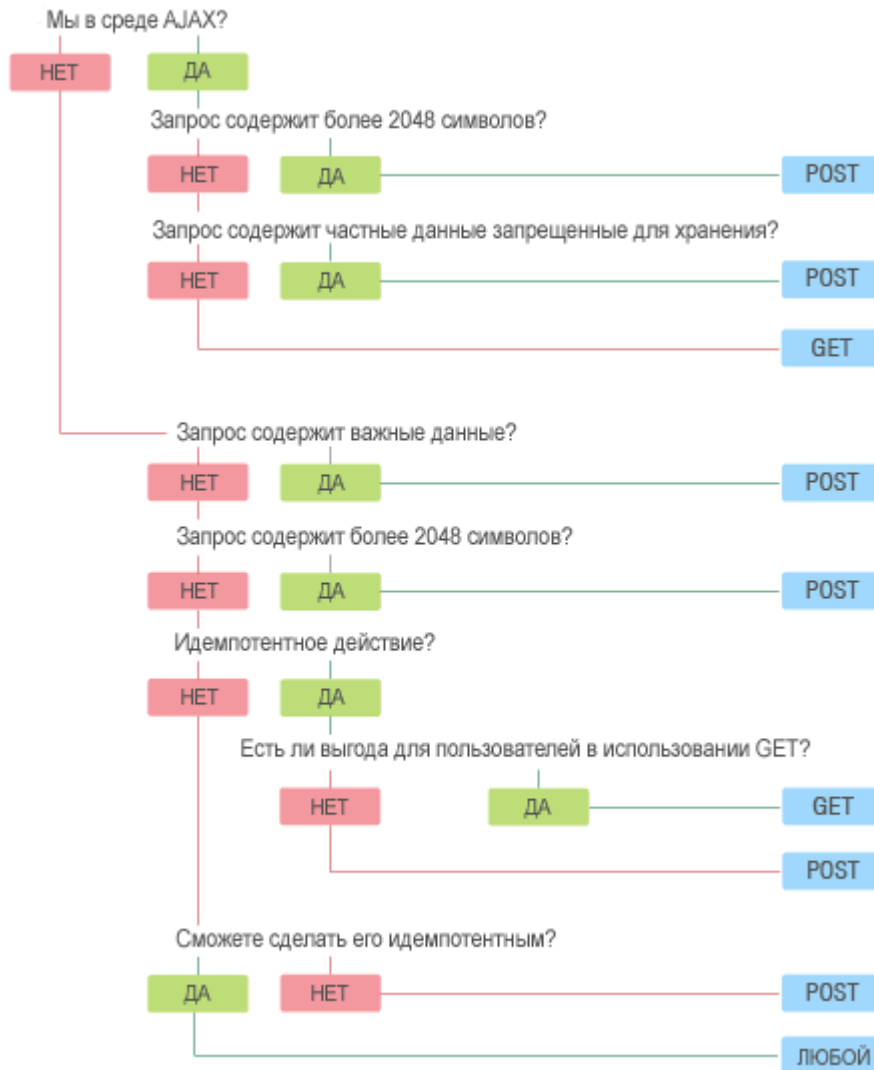 Мы в среде AJAX?
НЕТ ДА
Запрос содержит более 2048 символов?
НЕТ ДА POST
Запрос содержит частные данные запрещенные для хранения?
НЕТ ДА POST
GET
Запрос содержит важные данные?
НЕТ ДА POST
Запрос содержит более 2048 символов?
НЕТ ДА POST
Идемпотентное действие?
НЕТ ДА
Есть ли выгода для пользователей в использовании GET?
НЕТ ДА GET
POST
Сможете сделать его идемпотентным?
ДА НЕТ POST
ЛЮБОЙ